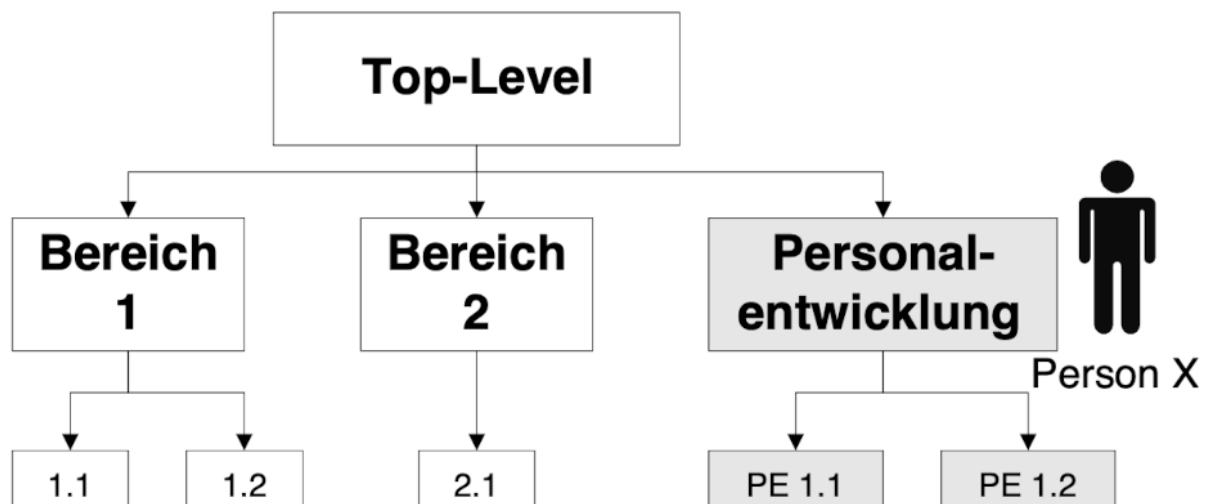 Top-Level
Bereich
1
Bereich
2
Personal-
entwicklung
Person X
1.1
1.2
2.1
PE 1.1
PE 1.2